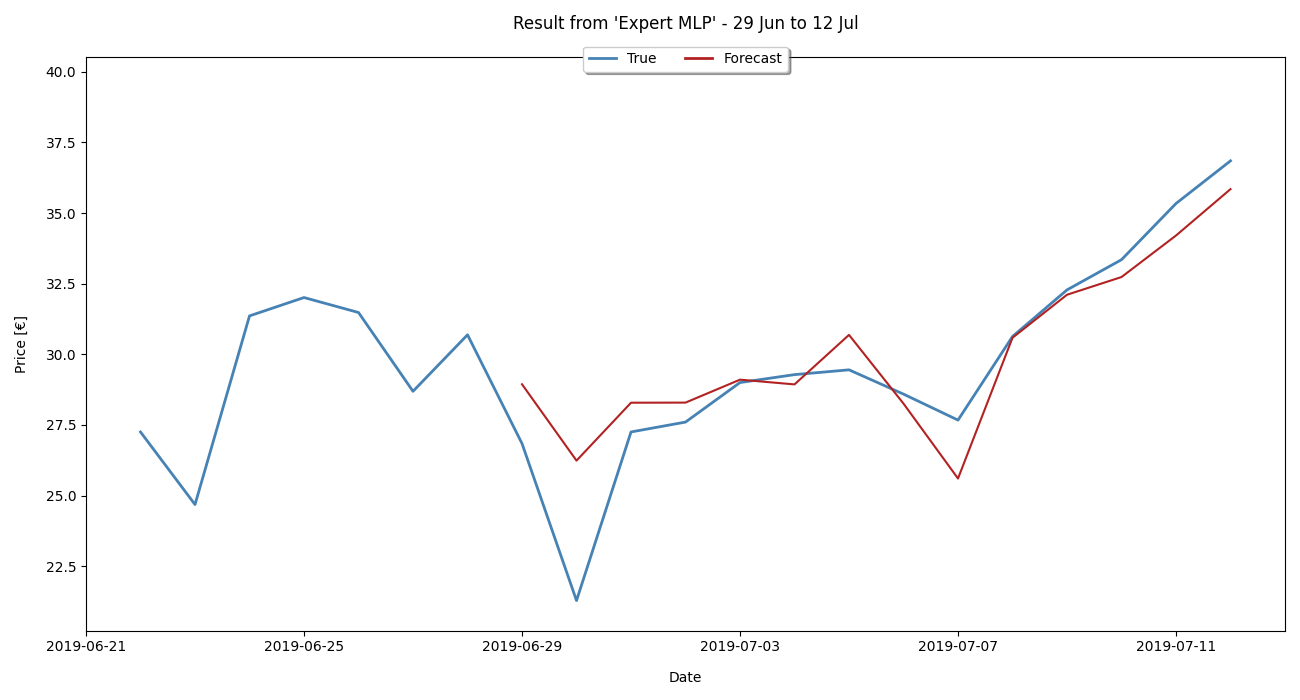 Result from 'Expert MLP' - 29 Jun to 12 Jul
True
Forecast
40.0
37.5
35.0
32.5
30.0
27.5
25.0
22.5
Price [€]
2019-06-21
2019-06-25
2019-06-29
2019-07-03
2019-07-07
2019-07-11
Date